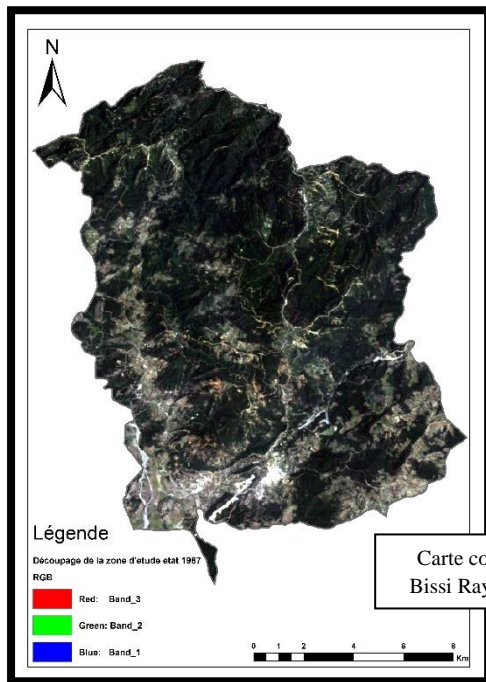 N
Légende
Découpage de la zone d'etude etat 1987
RGB
Red: Band_3
Green: Band_2
Blue: Band_1
0 1 2 4 6 8
Km
Carte co
Bissi Ray